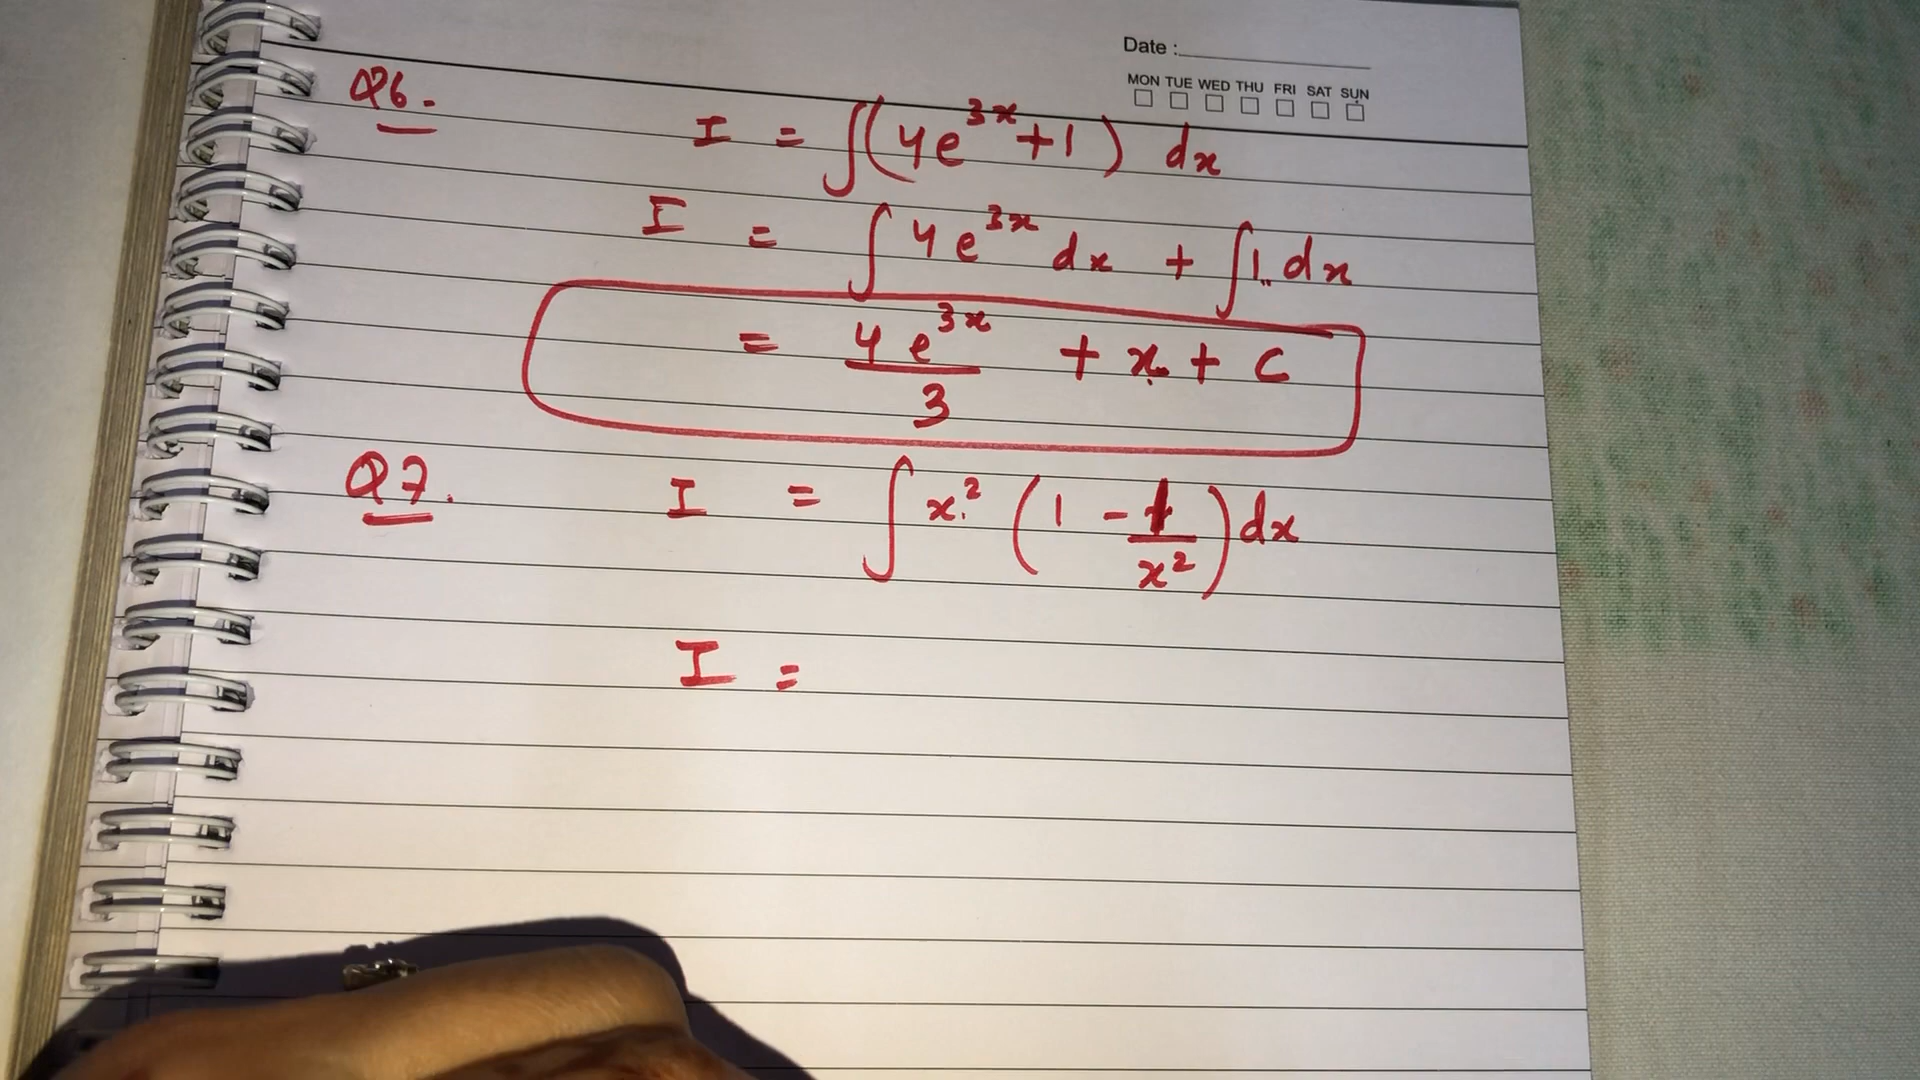 Date :
MON TUE WED THU FRI SAT SUN
Q6.
I = ∫(4e^3x + 1) dx
I = ∫ 4e^3x dx + ∫1. dx
= 4e^3x / 3 + x + c
Q7.
I = ∫ x² (1 - 1/x²) dx
I =